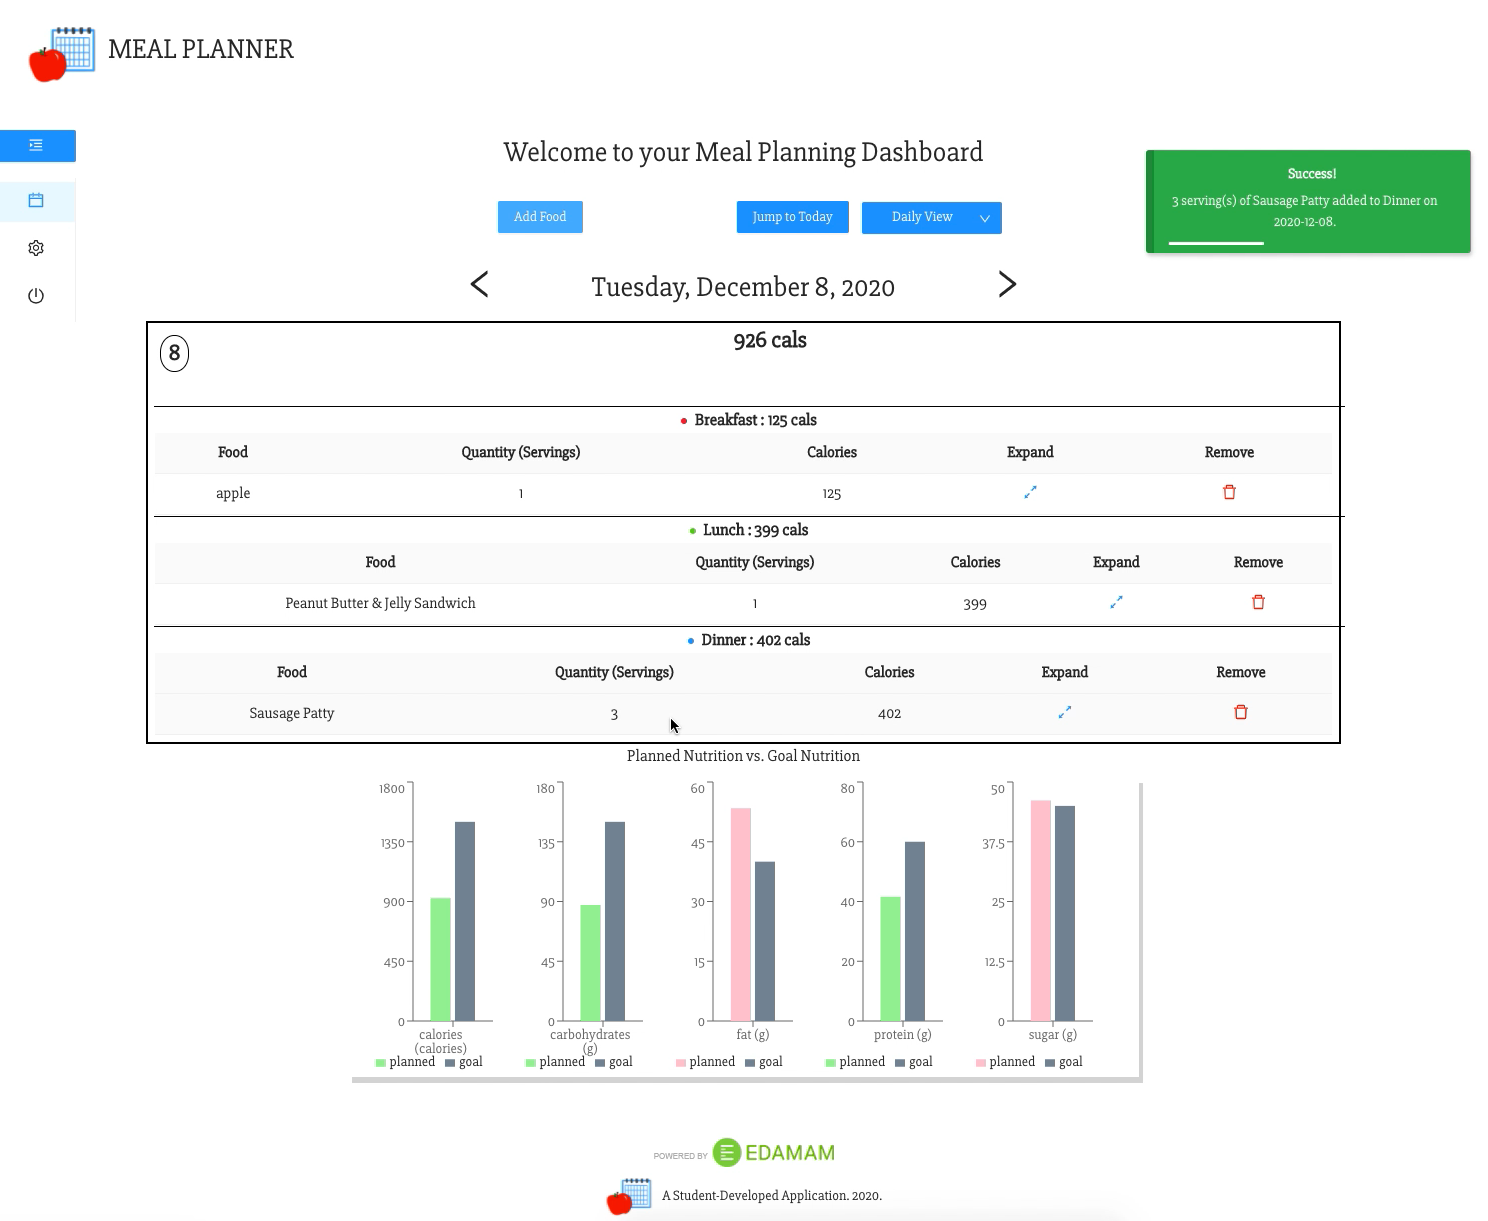 MEAL PLANNER
Welcome to your Meal Planning Dashboard
Success!
3 serving(s) of Sausage Patty added to Dinner on
2020-12-08.
Add Food
Jump to Today
Daily View
Tuesday, December 8, 2020
8
926 cals
Breakfast : 125 cals
Food Quantity (Servings) Calories Expand Remove
apple 1 125
Lunch : 399 cals
Food Quantity (Servings) Calories Expand Remove
Peanut Butter & Jelly Sandwich 1 399
Dinner : 402 cals
Food Quantity (Servings) Calories Expand Remove
Sausage Patty 3 402
Planned Nutrition vs. Goal Nutrition
1800 180 60 80 50
1350 135 45 60 37.5
900 90 30 40 25
450 45 15 20 12.5
0 0 0 0 0
calories carbohydrates fat (g) protein (g) sugar (g)
(calories) (g)
planned goal planned goal planned goal planned goal planned goal
POWERED BY EDAMAM
A Student-Developed Application. 2020.